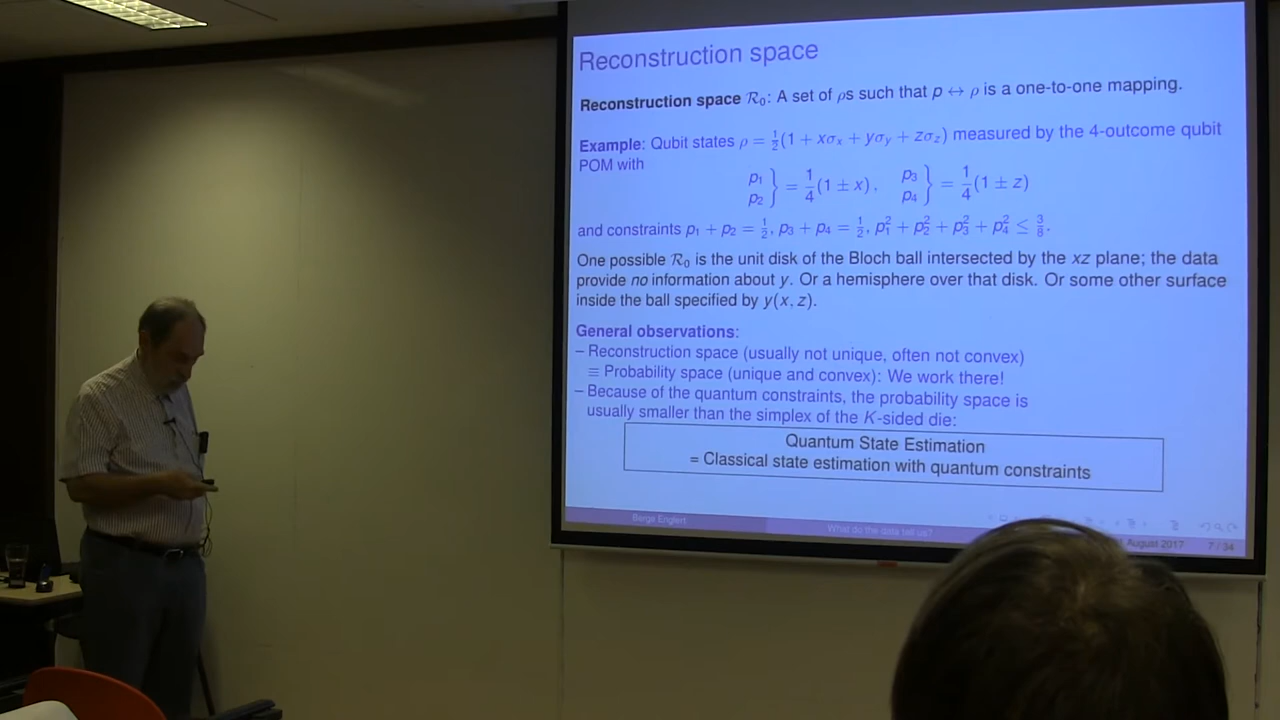 Reconstruction space
Reconstruction space R₀: A set of ρs such that p ↔ ρ is a one-to-one mapping.
Example: Qubit states ρ = ½(1 + xσₓ + yσᵧ + zσ_z) measured by the 4-outcome qubit
POM with
p₁ p₂ } = 1/4 (1 ± x), p₃ p₄ } = 1/4 (1 ± z)
and constraints p₁ + p₂ = ½, p₃ + p₄ = ½, p₁² + p₂² + p₃² + p₄² ≤ 3/8.
One possible R₀ is the unit disk of the Bloch ball intersected by the xz plane; the data
provide no information about y. Or a hemisphere over that disk. Or some other surface
inside the ball specified by y(x, z).
General observations:
– Reconstruction space (usually not unique, often not convex)
≡ Probability space (unique and convex): We work there!
– Because of the quantum constraints, the probability space is
usually smaller than the simplex of the K-sided die:
Quantum State Estimation
= Classical state estimation with quantum constraints
Berge Englert What do the data tell us? August 2017 7 / 34